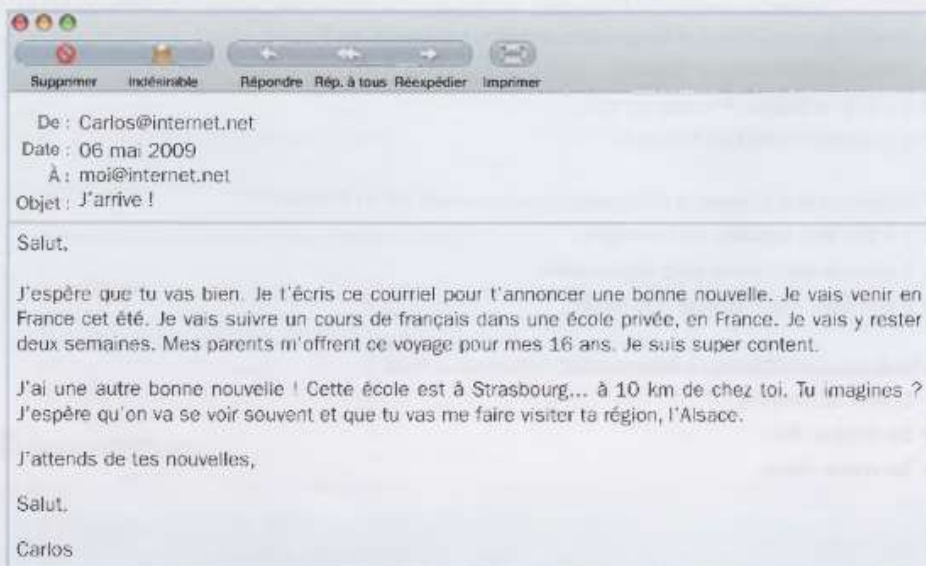 Supprimer Indésirable Répondre Rép. à tous Réexpédier Imprimer
De : Carlos@internet.net
Date : 06 mai 2009
À : moi@internet.net
Objet : J'arrive !
Salut,
J'espère que tu vas bien. Je t'écris ce courriel pour t'annoncer une bonne nouvelle. Je vais venir en
France cet été. Je vais suivre un cours de français dans une école privée, en France. Je vais y rester
deux semaines. Mes parents m'offrent ce voyage pour mes 16 ans. Je suis super content.
J'ai une autre bonne nouvelle ! Cette école est à Strasbourg... à 10 km de chez toi. Tu imagines ?
J'espère qu'on va se voir souvent et que tu vas me faire visiter ta région, l'Alsace.
J'attends de tes nouvelles,
Salut,
Carlos